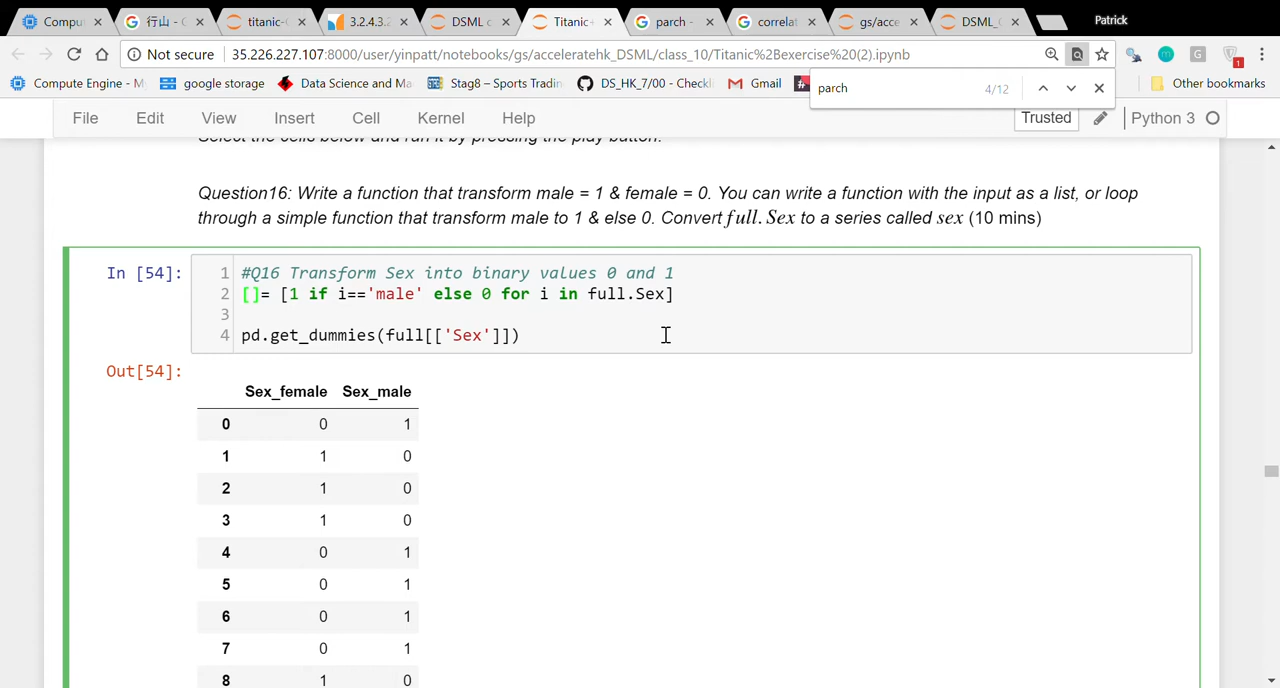 Comput
行山 - G
titanic-
3.2.4.3.
DSML c
Titanic+
parch -
correlat
gs/acce
DSML_
Patrick
Not secure
35.226.227.107:8000/user/yinpatt/notebooks/gs/acceleratehk_DSML/class_10/Titanic%2Bexercise%20(2).ipynb
Compute Engine - My
google storage
Data Science and Ma
Stag8 – Sports Tradin
DS_HK_7/00 - Checkli
Gmail
Other bookmarks
parch
4/12
File
Edit
View
Insert
Cell
Kernel
Help
Trusted
Python 3
Select the cells below and run it by pressing the play button.
Question16: Write a function that transform male = 1 & female = 0. You can write a function with the input as a list, or loop
through a simple function that transform male to 1 & else 0. Convert full.Sex to a series called sex (10 mins)
In [54]:
1 #Q16 Transform Sex into binary values 0 and 1
2 []= [1 if i=='male' else 0 for i in full.Sex]
3
4 pd.get_dummies(full[['Sex']])
Out[54]:
Sex_female Sex_male
0 0 1
1 1 0
2 1 0
3 1 0
4 0 1
5 0 1
6 0 1
7 0 1
8 1 0